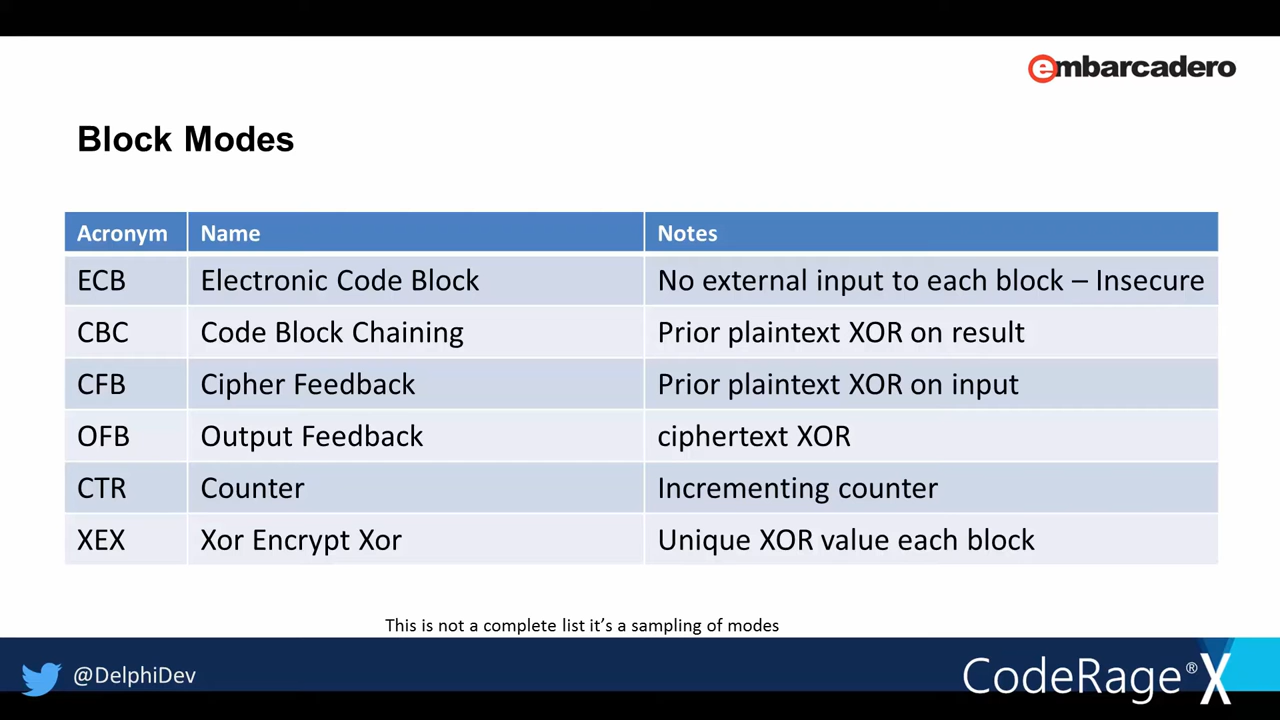 embarcadero
Block Modes
Acronym Name Notes
ECB Electronic Code Block No external input to each block – Insecure
CBC Code Block Chaining Prior plaintext XOR on result
CFB Cipher Feedback Prior plaintext XOR on input
OFB Output Feedback ciphertext XOR
CTR Counter Incrementing counter
XEX Xor Encrypt Xor Unique XOR value each block
This is not a complete list it’s a sampling of modes
@DelphiDev
CodeRage® X